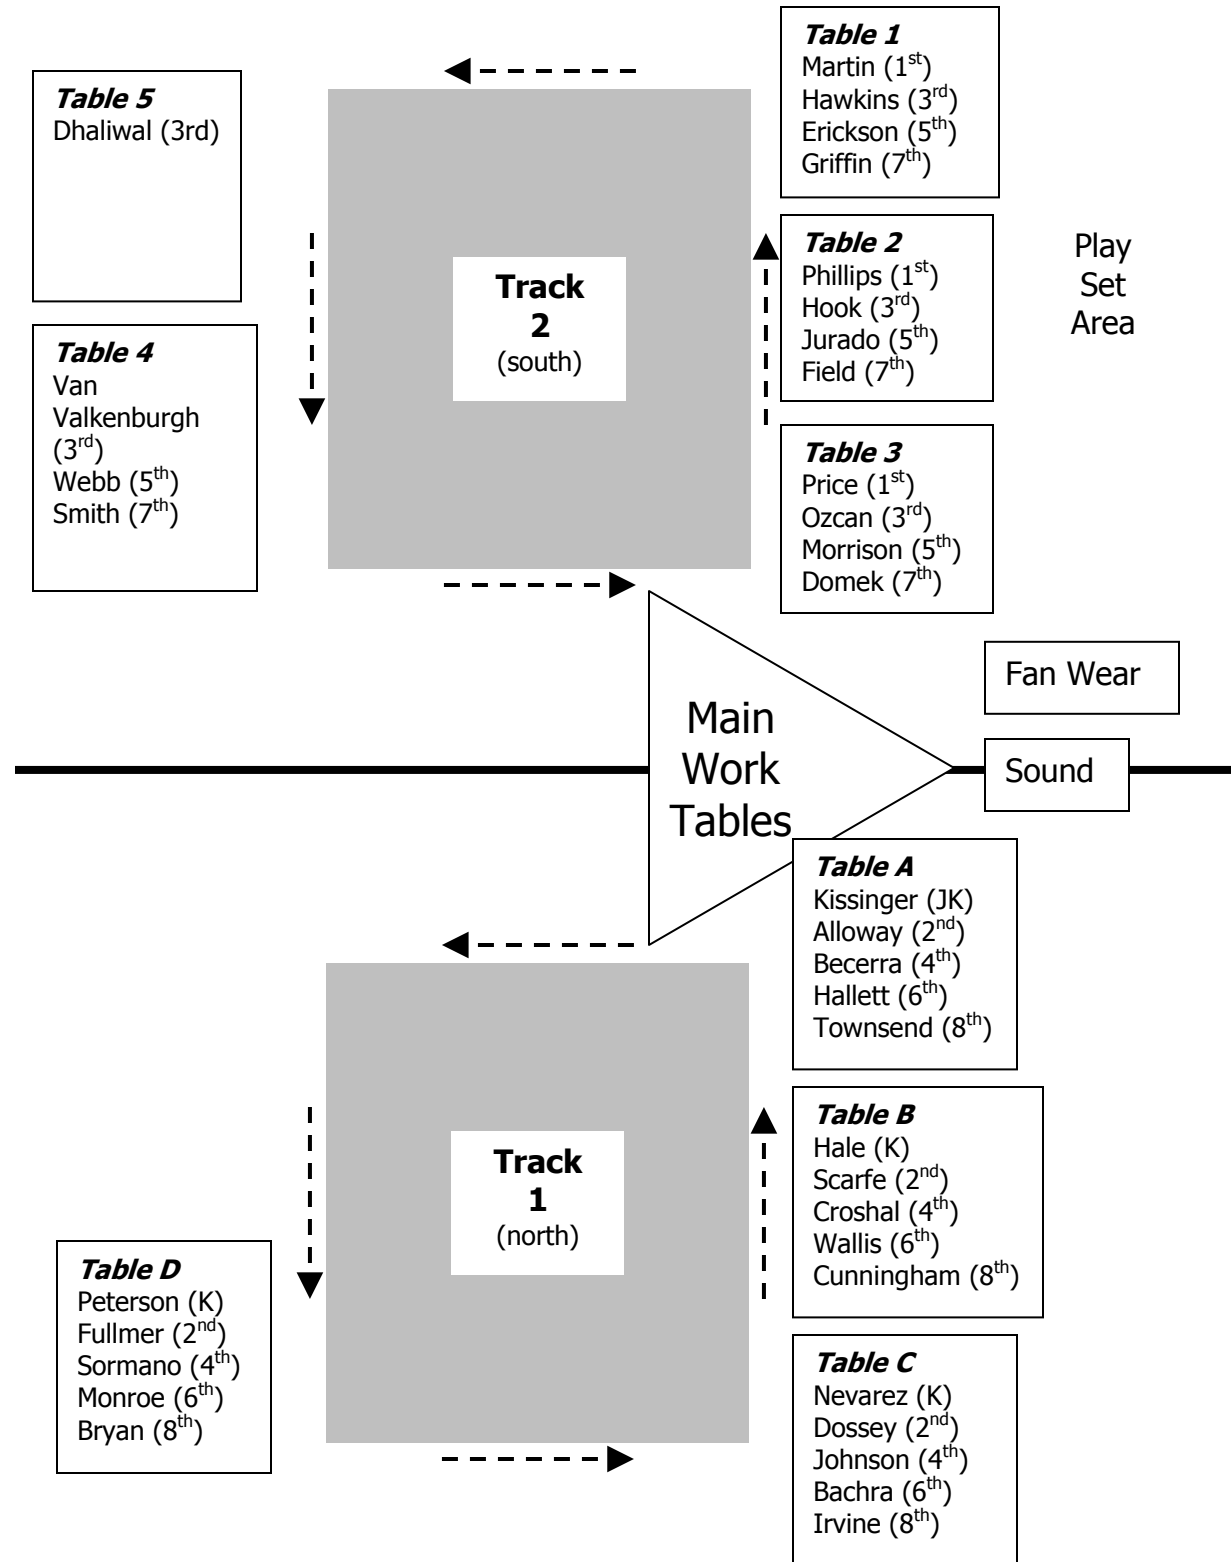 Table 1
Martin (1st)
Hawkins (3rd)
Erickson (5th)
Griffin (7th)
Table 5
Dhaliwal (3rd)
Table 2
Phillips (1st)
Hook (3rd)
Jurado (5th)
Field (7th)
Play
Set
Area
Track
2
(south)
Table 4
Van
Valkenburgh
(3rd)
Webb (5th)
Smith (7th)
Table 3
Price (1st)
Ozcan (3rd)
Morrison (5th)
Domek (7th)
Fan Wear
Main
Work
Tables
Sound
Table A
Kissinger (JK)
Alloway (2nd)
Becerra (4th)
Hallett (6th)
Townsend (8th)
Table B
Hale (K)
Scarfe (2nd)
Croshal (4th)
Wallis (6th)
Cunningham (8th)
Track
1
(north)
Table D
Peterson (K)
Fullmer (2nd)
Sormano (4th)
Monroe (6th)
Bryan (8th)
Table C
Nevarez (K)
Dossey (2nd)
Johnson (4th)
Bachra (6th)
Irvine (8th)